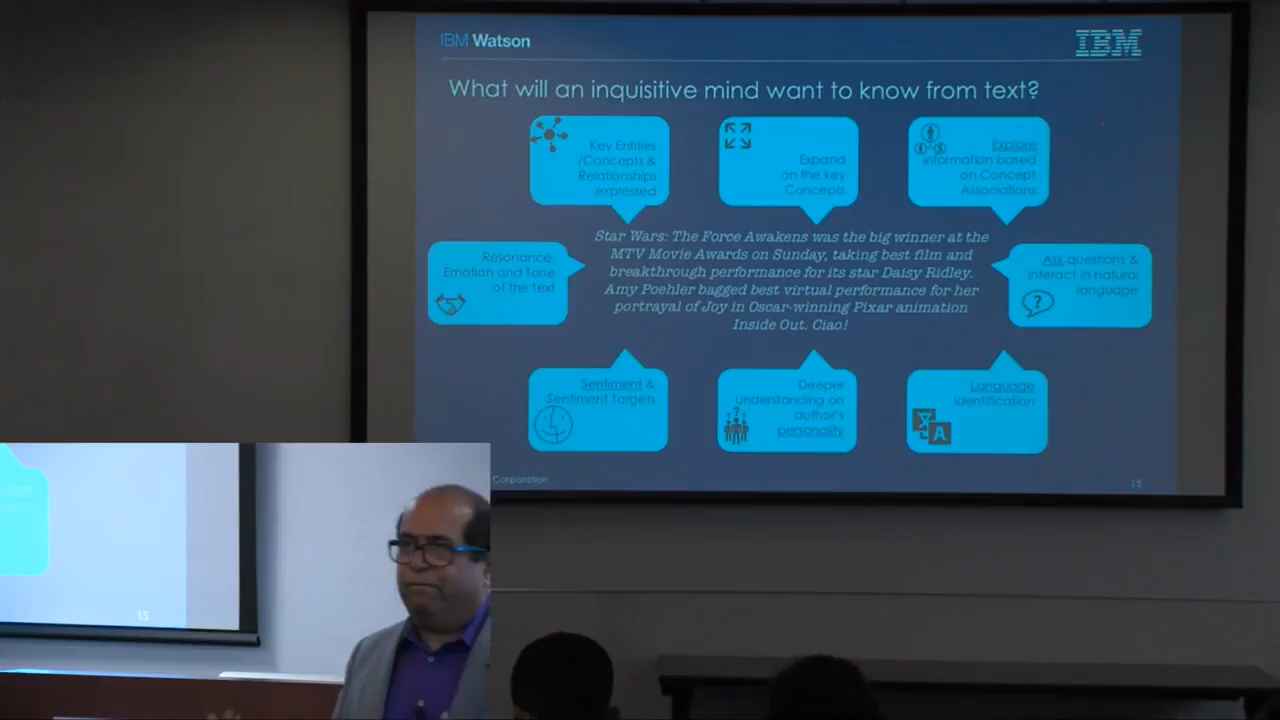 IBM Watson
IBM
What will an inquisitive mind want to know from text?
Key Entities
/Concepts &
Relationships
expressed
Expand
on the key
Concepts
Explore
information based
on Concept
Associations
Resonance,
Emotion and Tone
of the text
Star Wars: The Force Awakens was the big winner at the
MTV Movie Awards on Sunday, taking best film and
breakthrough performance for its star Daisy Ridley.
Amy Poehler bagged best virtual performance for her
portrayal of Joy in Oscar-winning Pixar animation
Inside Out. Ciao!
Ask questions &
interact in natural
language
?
Sentiment &
Sentiment Targets
Deeper
understanding on
author's
personality
Language
identification
A
Corporation
15
15